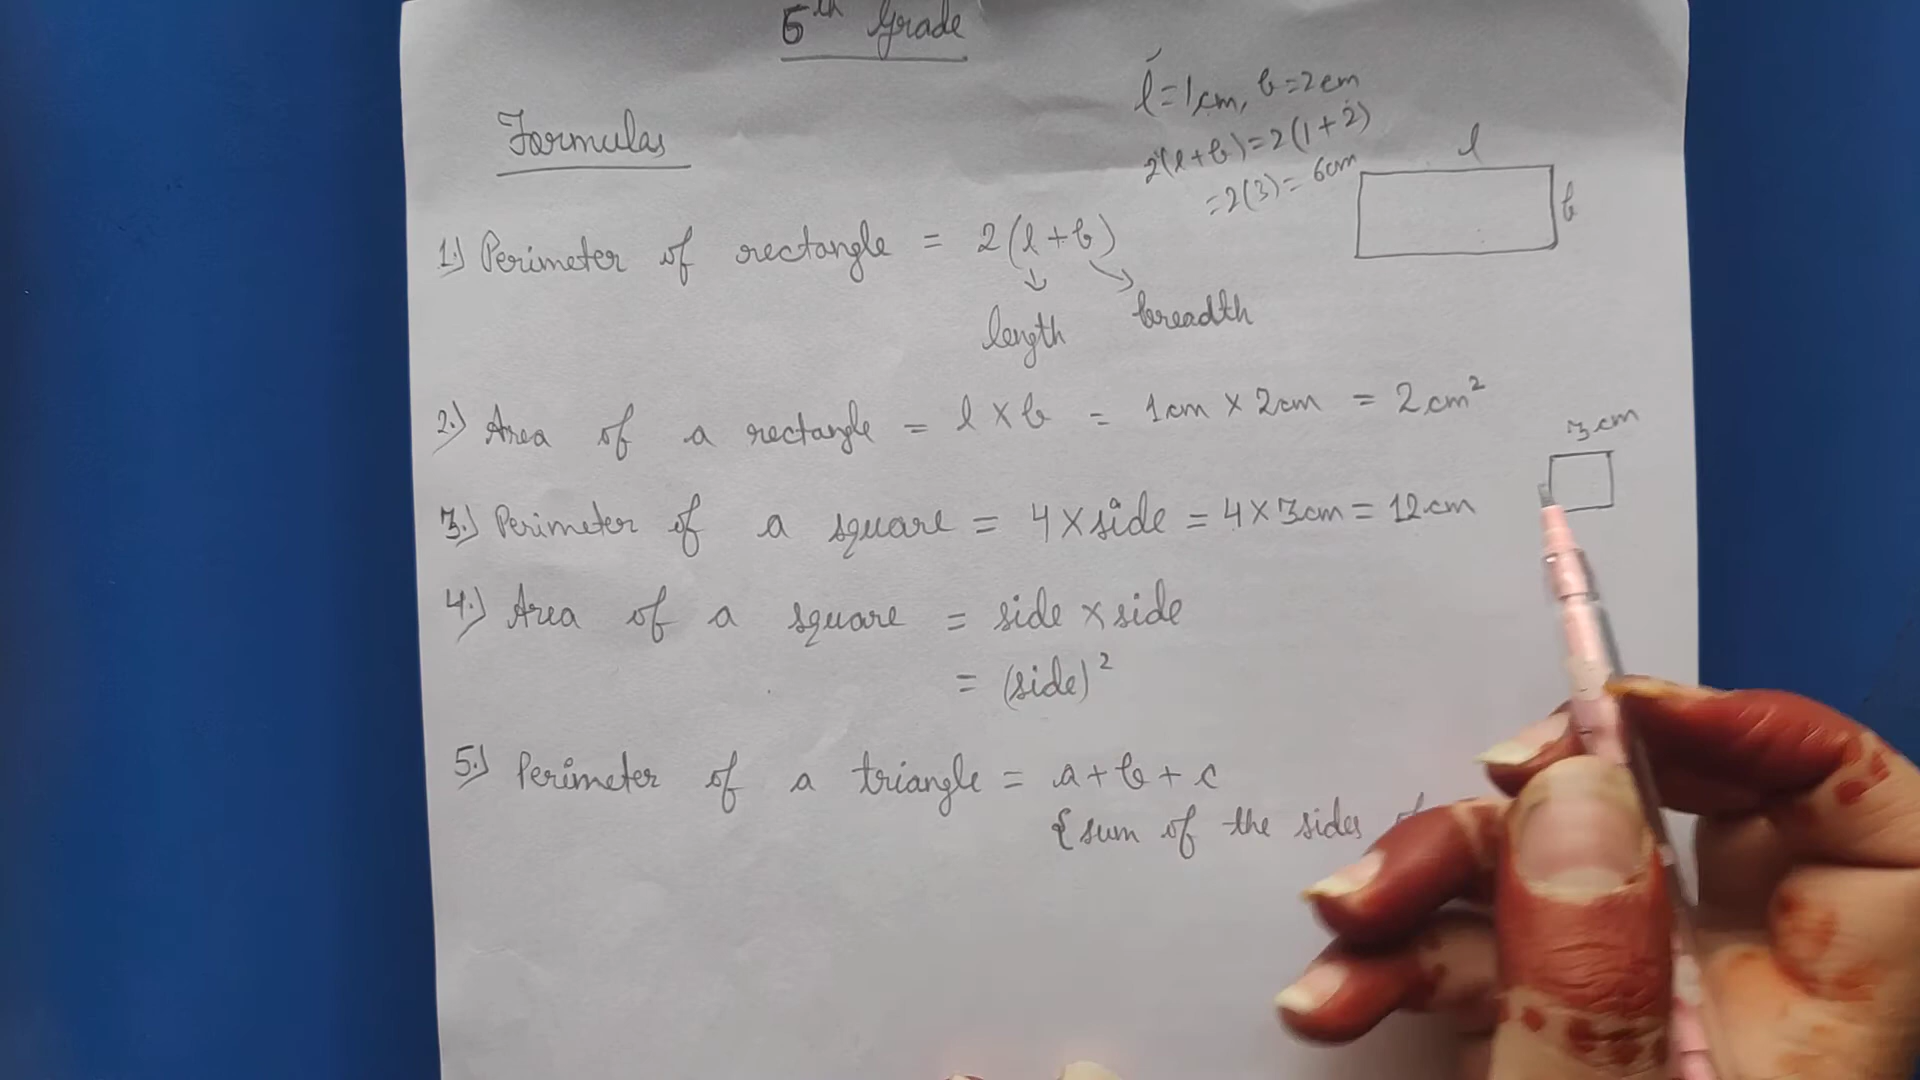 5th Grade
Formulas
l = 1cm, b = 2cm
2(l+b) = 2(1+2)
= 2(3) = 6cm
l
b
1.) Perimeter of rectangle = 2(l+b)
length
breadth
2.) Area of a rectangle = l × b = 1cm × 2cm = 2cm²
3cm
3.) Perimeter of a square = 4 × side = 4 × 3cm = 12cm
4.) Area of a square = side × side
= (side)²
5.) Perimeter of a triangle = a + b + c
{sum of the sides